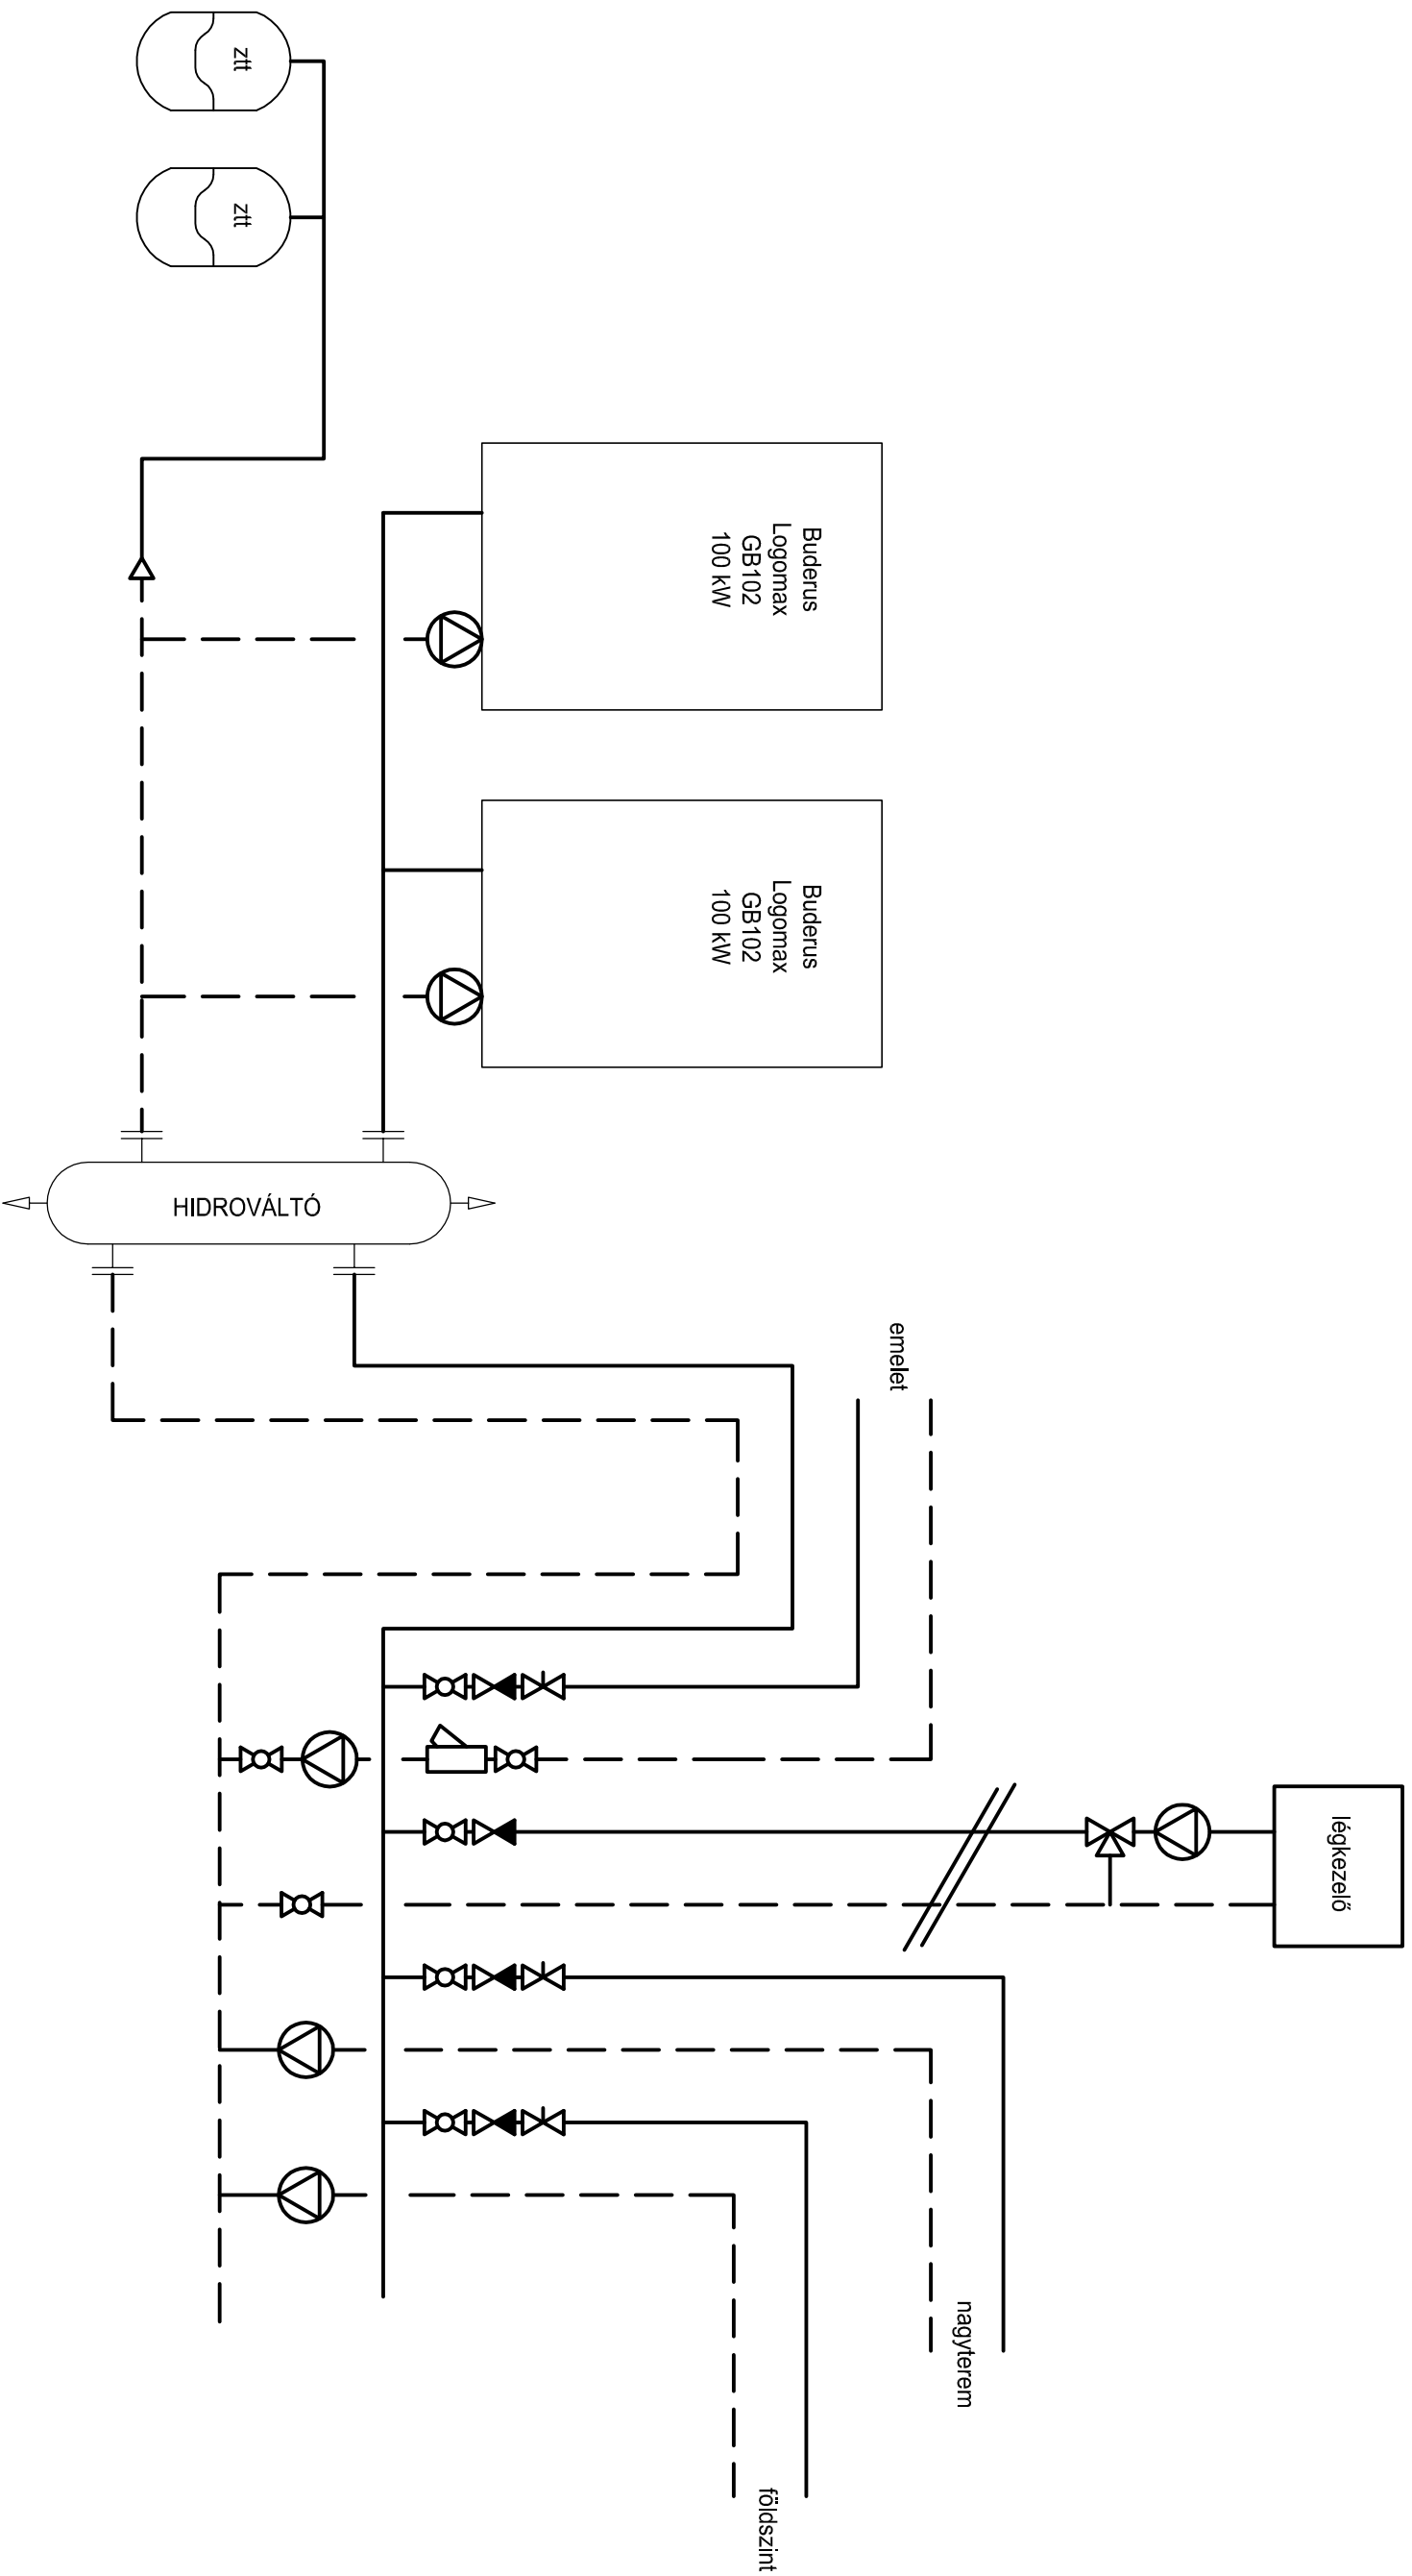 ztt
ztt
Buderus
Logomax
GB102
100 kW
Buderus
Logomax
GB102
100 kW
HIDROVÁLTÓ
emelet
légkezelő
nagyterem
földszint